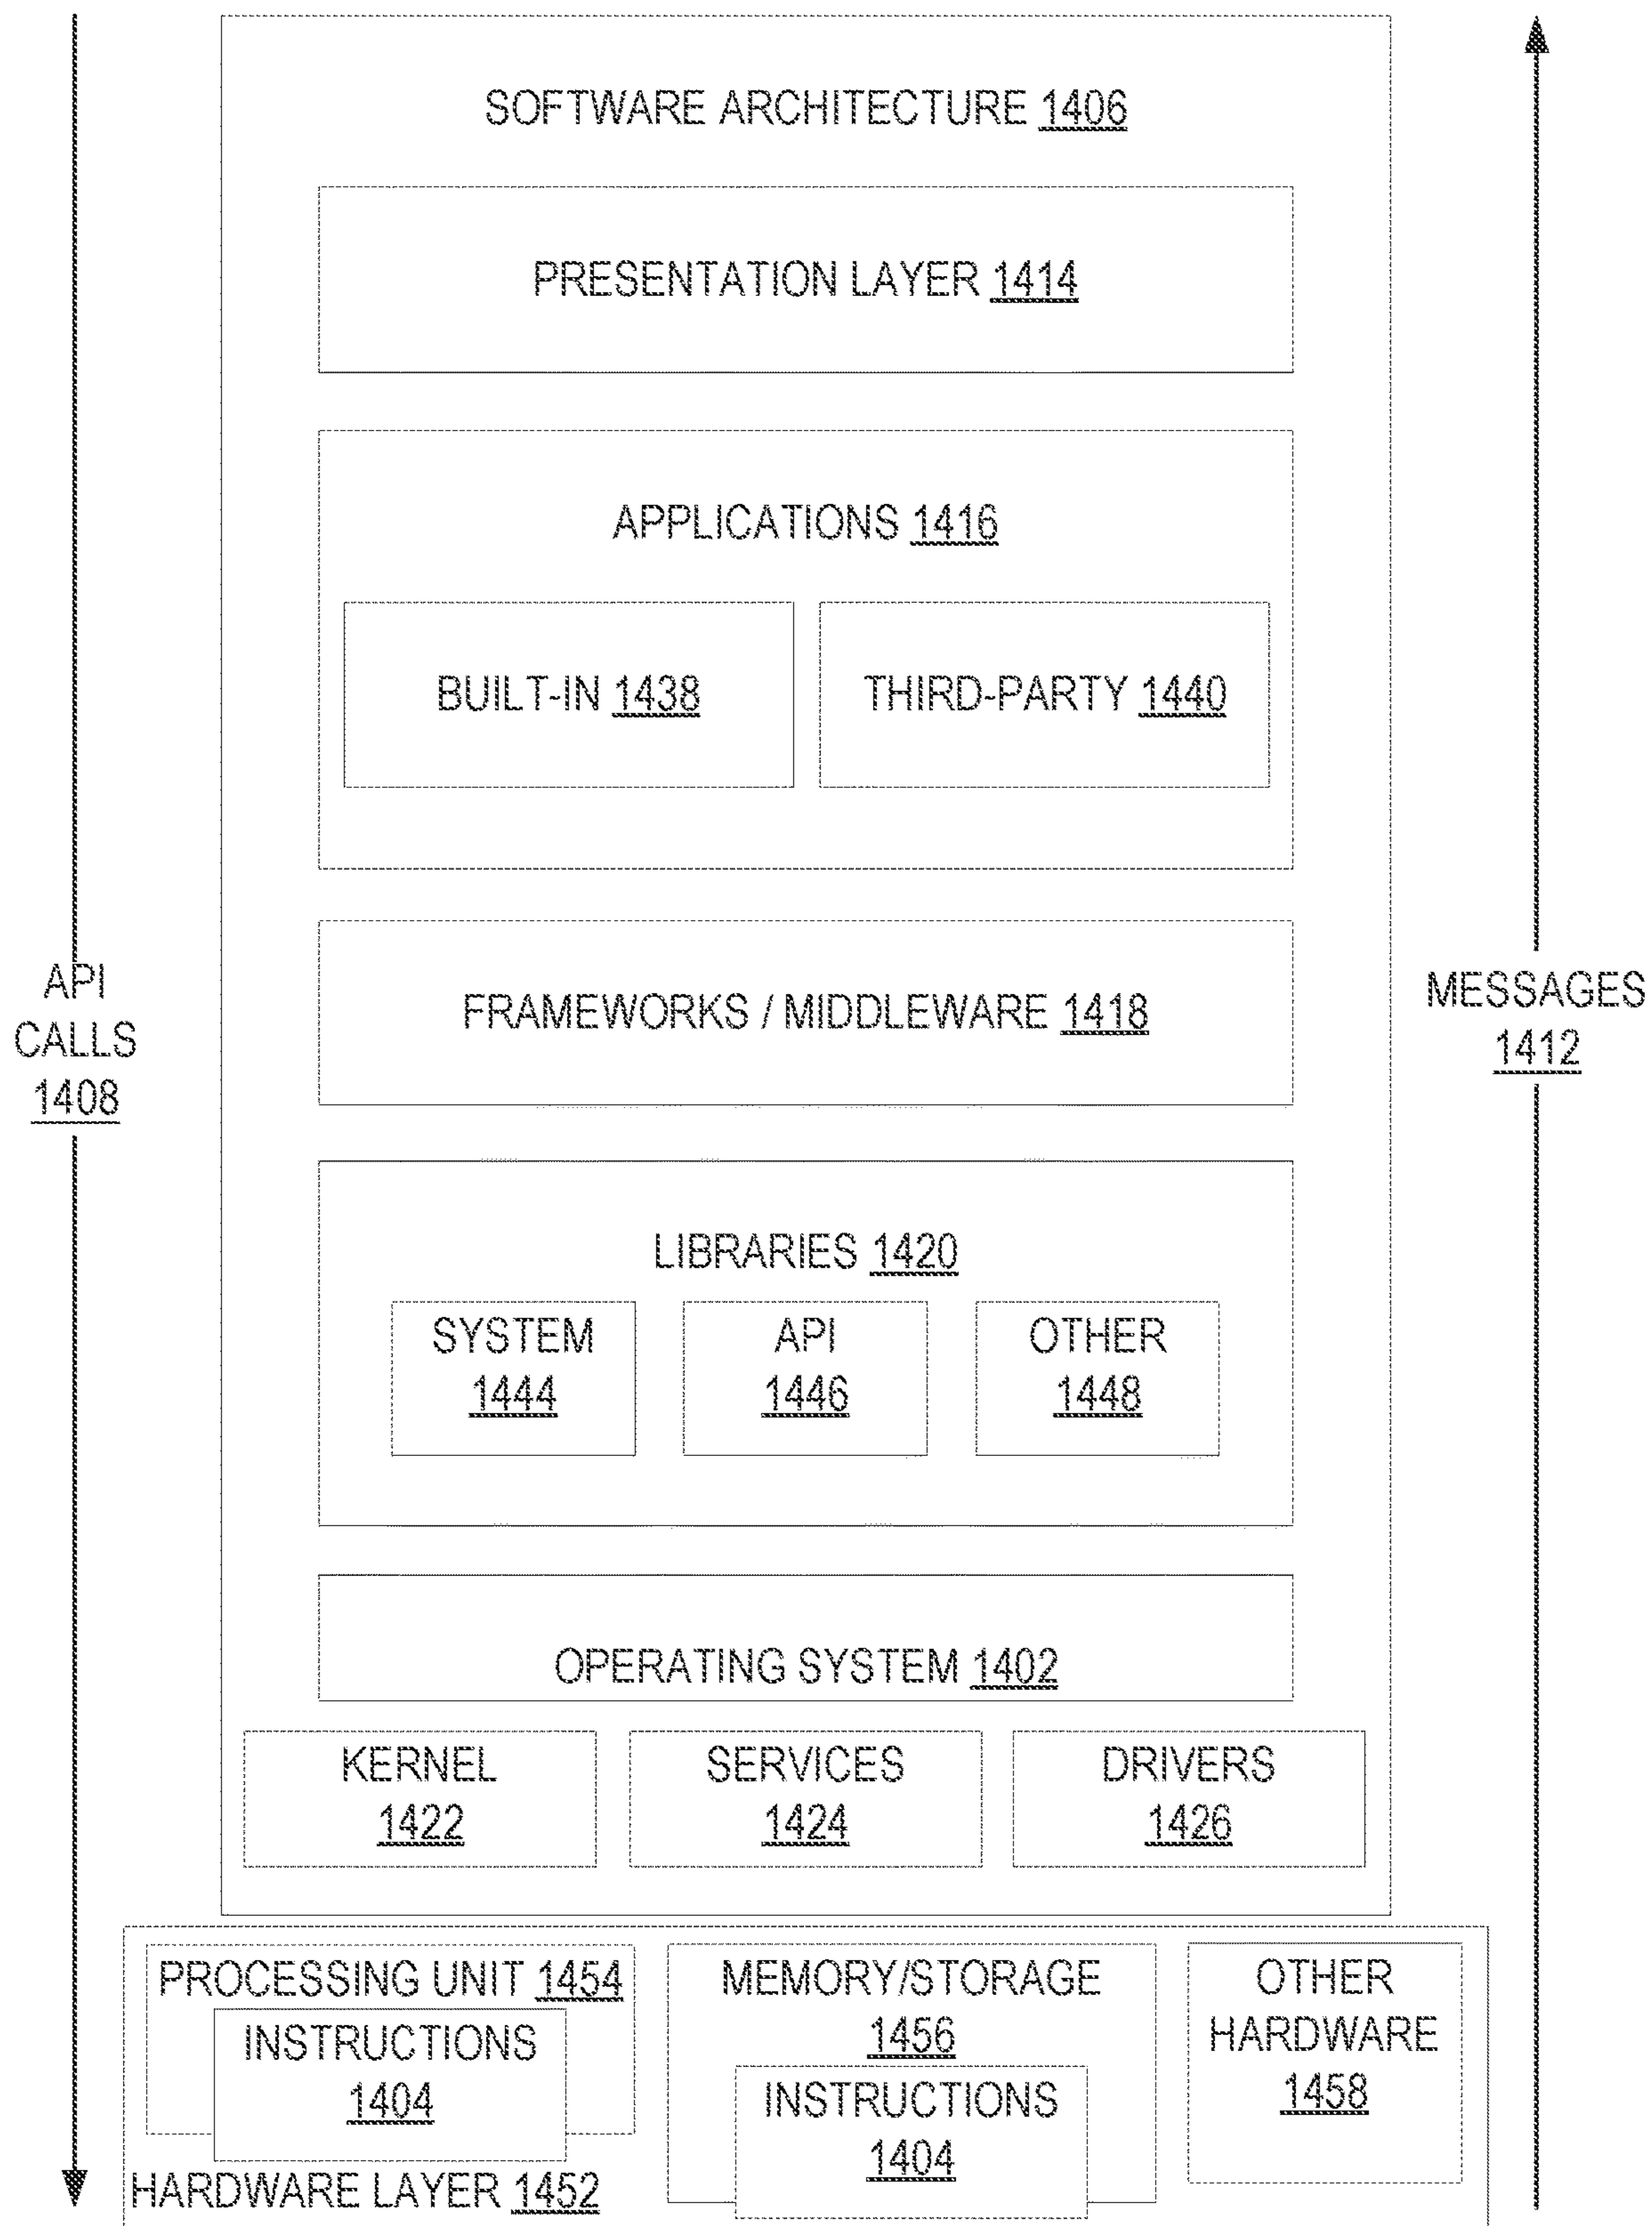 SOFTWARE ARCHITECTURE 1406
PRESENTATION LAYER 1414
APPLICATIONS 1416
BUILT-IN 1438
THIRD-PARTY 1440
API
CALLS
1408
FRAMEWORKS / MIDDLEWARE 1418
MESSAGES
1412
LIBRARIES 1420
SYSTEM
1444
API
1446
OTHER
1448
OPERATING SYSTEM 1402
KERNEL
1422
SERVICES
1424
DRIVERS
1426
PROCESSING UNIT 1454
INSTRUCTIONS
1404
MEMORY/STORAGE
1456
INSTRUCTIONS
1404
OTHER
HARDWARE
1458
HARDWARE LAYER 1452